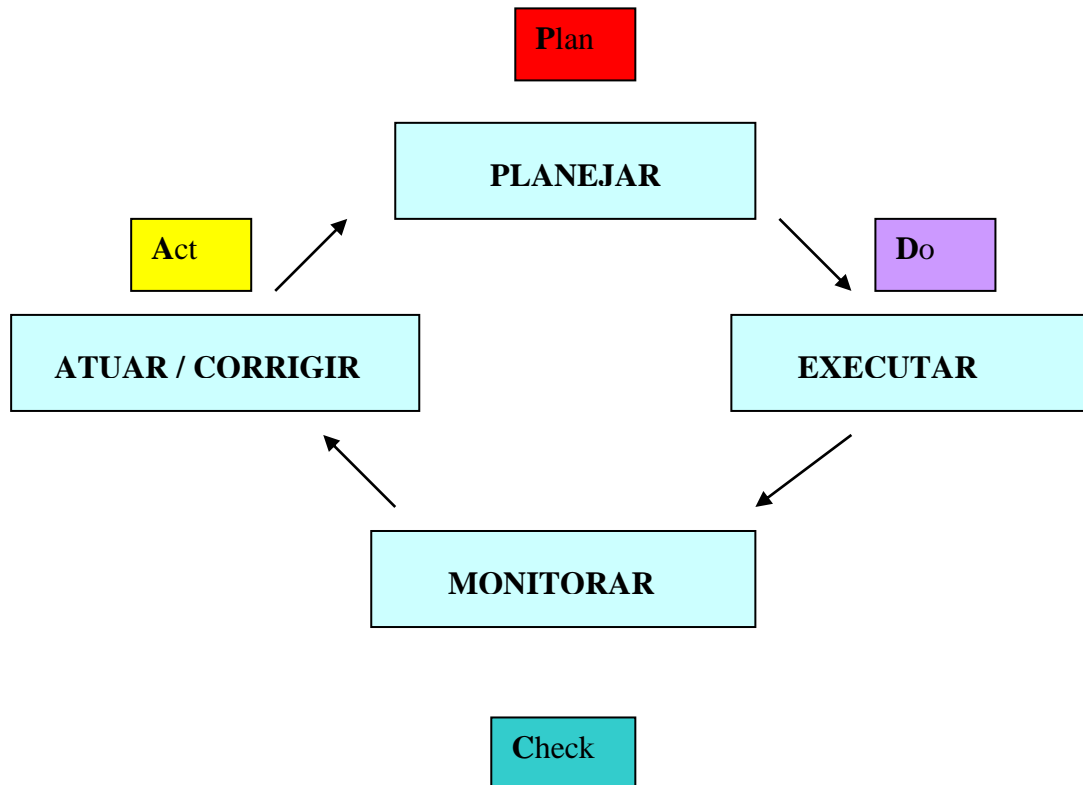 Plan
PLANEJAR
Act
Do
ATUAR / CORRIGIR
EXECUTAR
MONITORAR
Check